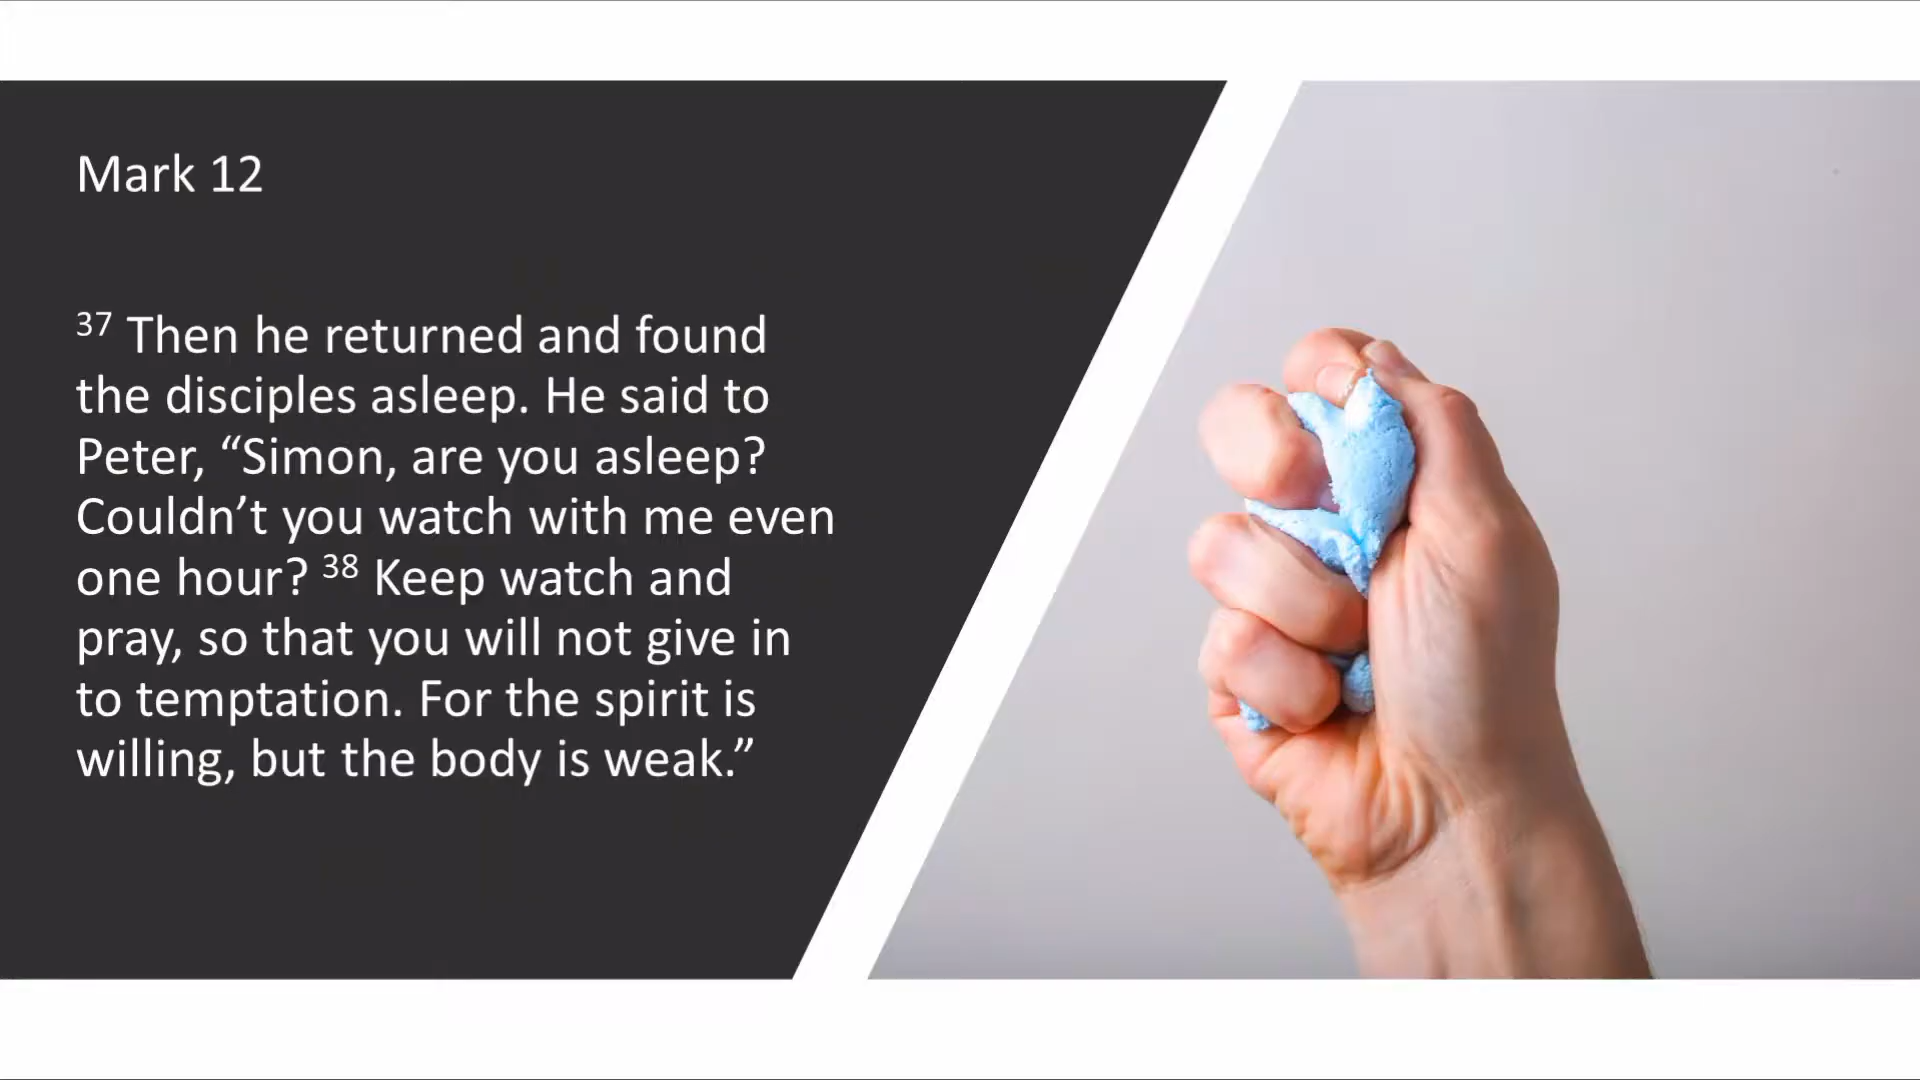 Mark 12
37 Then he returned and found
the disciples asleep. He said to
Peter, “Simon, are you asleep?
Couldn’t you watch with me even
one hour? 38 Keep watch and
pray, so that you will not give in
to temptation. For the spirit is
willing, but the body is weak.”